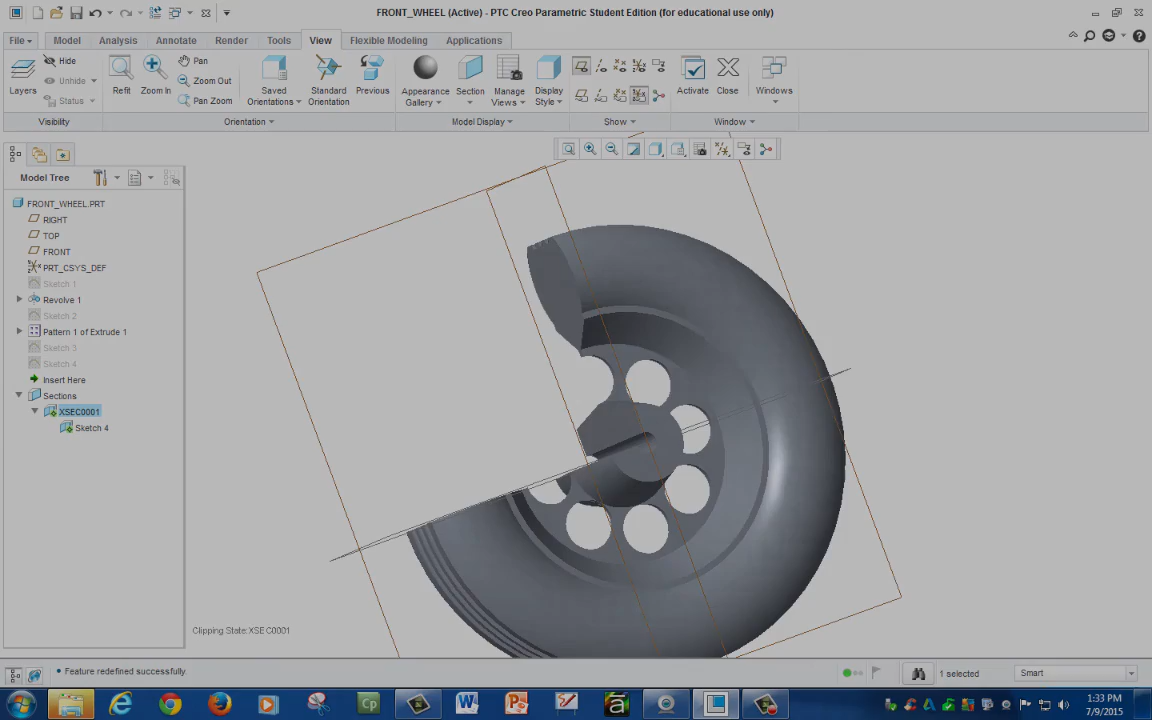 FRONT_WHEEL (Active) - PTC Creo Parametric Student Edition (for educational use only)
File Model Analysis Annotate Render Tools View Flexible Modeling Applications
Hide
Unhide
Status
Layers
Refit
Zoom In
Pan
Zoom Out
Pan Zoom
Saved Orientations
Standard Orientation
Previous
Appearance Gallery
Section
Manage Views
Display Style
Activate
Close
Windows
Visibility Orientation Model Display Show Window
Model Tree
FRONT_WHEEL.PRT
RIGHT
TOP
FRONT
PRT_CSYS_DEF
Sketch 1
Revolve 1
Sketch 2
Pattern 1 of Extrude 1
Sketch 3
Sketch 4
Insert Here
Sections
XSEC0001
Sketch 4
Clipping State:XSEC0001
Feature redefined successfully.
1 selected
Smart
Cp
1:33 PM
7/9/2015